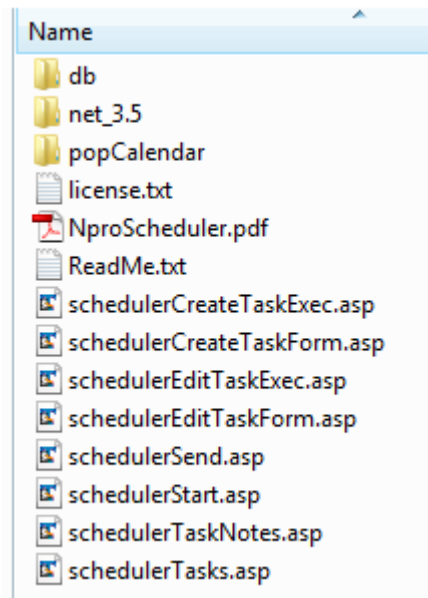 Name
db
net_3.5
popCalendar
license.txt
NproScheduler.pdf
ReadMe.txt
schedulerCreateTaskExec.asp
schedulerCreateTaskForm.asp
schedulerEditTaskExec.asp
schedulerEditTaskForm.asp
schedulerSend.asp
schedulerStart.asp
schedulerTaskNotes.asp
schedulerTasks.asp